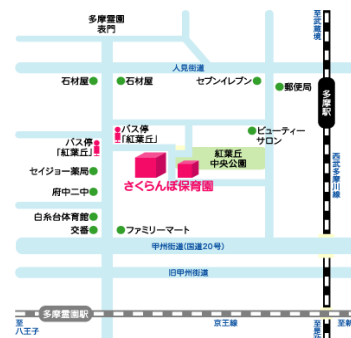 多摩霊園
表門
至武蔵境
人見街道
石材屋
石材屋
セブンイレブン
郵便局
多摩駅
バス停
「紅葉丘」
ビューティー
サロン
バス停
「紅葉丘」
紅葉丘
中央公園
西武多摩川線
セイジョー薬局
さくらんぼ保育園
府中二中
白糸台体育館
交番
ファミリーマート
甲州街道(国道20号)
旧甲州街道
多摩霊園駅
至
八王子
京王線
至
至